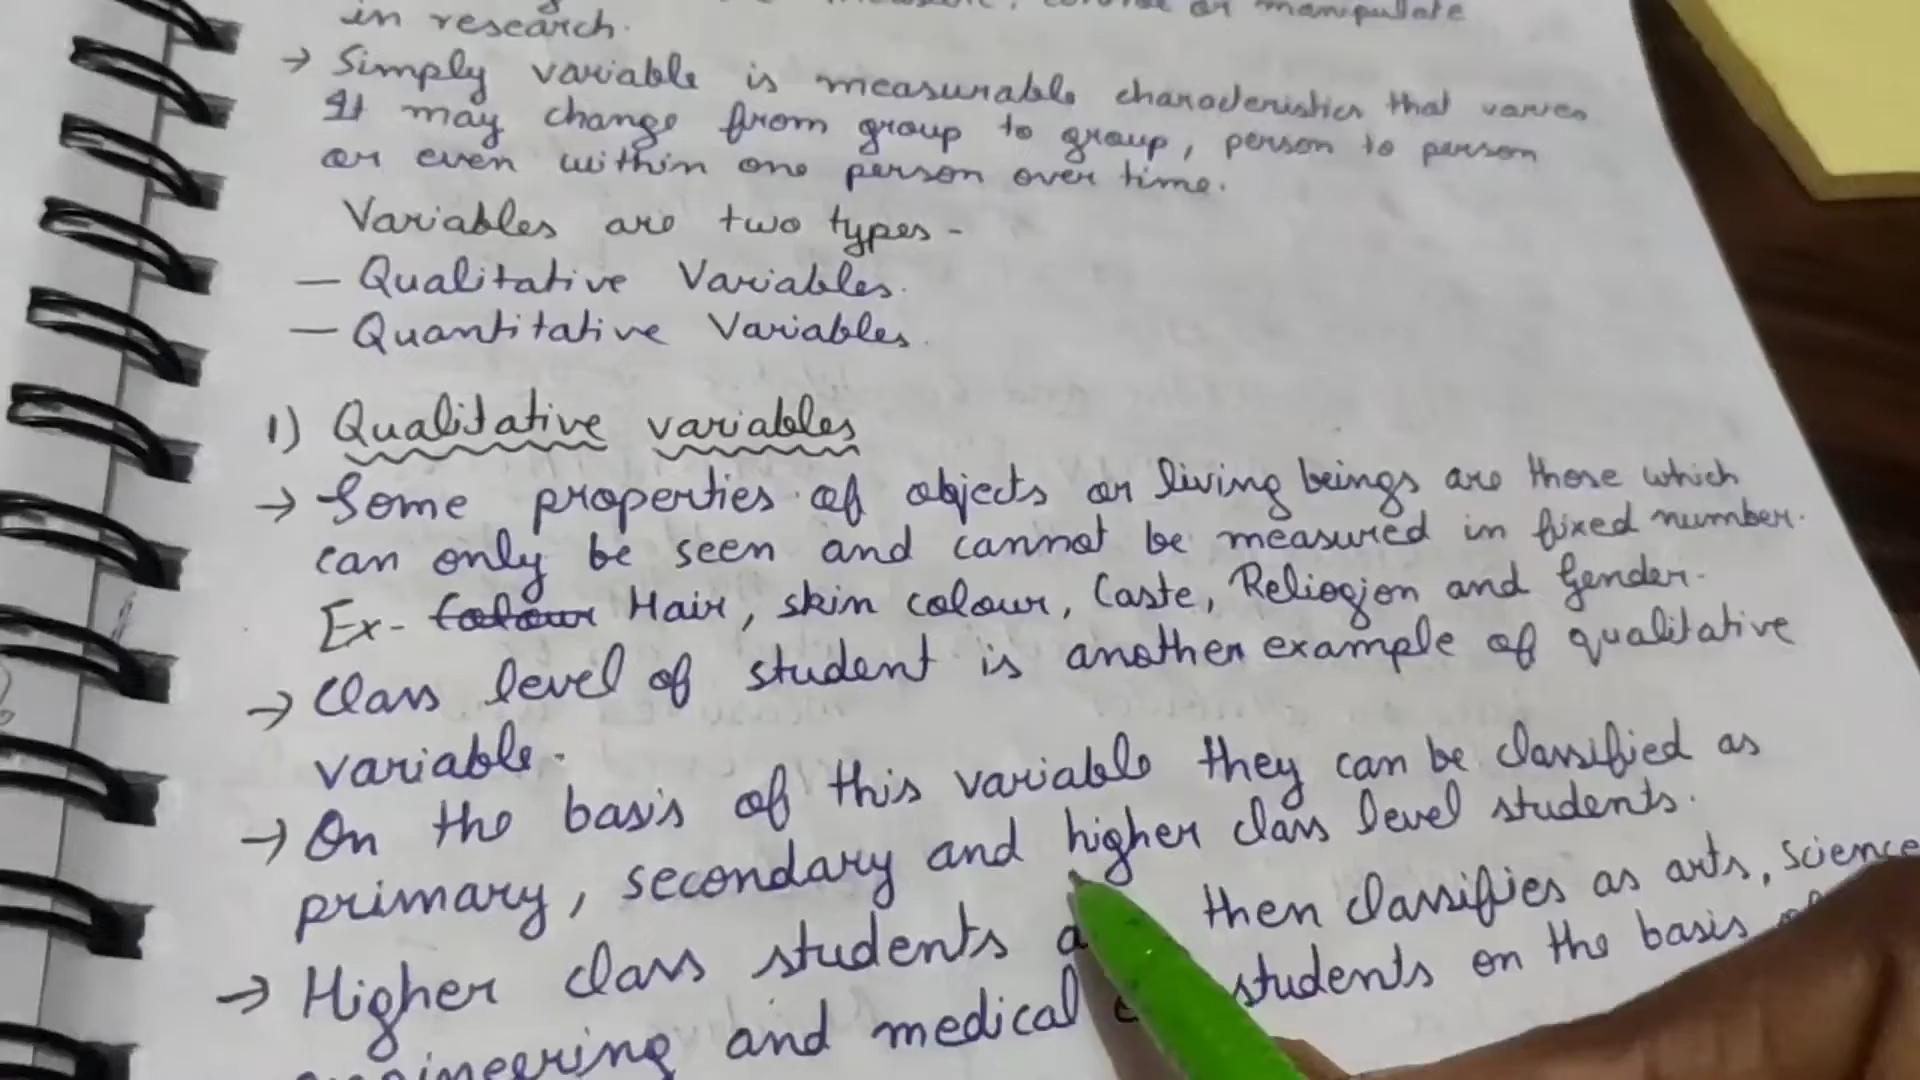 or manipulate
in research.
→ Simply variable is measurable characteristics that varies
It may change from group to group, person to person
or even within one person over time.
Variables are two types -
— Qualitative Variables.
— Quantitative Variables.
1) Qualitative variables
→ Some properties of objects or living beings are those which
can only be seen and cannot be measured in fixed number.
Ex- Hair, skin colour, Caste, Reliogion and Gender.
→ Class level of student is another example of qualitative
variable.
→ On the basis of this variable they can be classified as
primary, secondary and higher class level students.
→ Higher class students then classifies as arts, science
and medical students on the basis